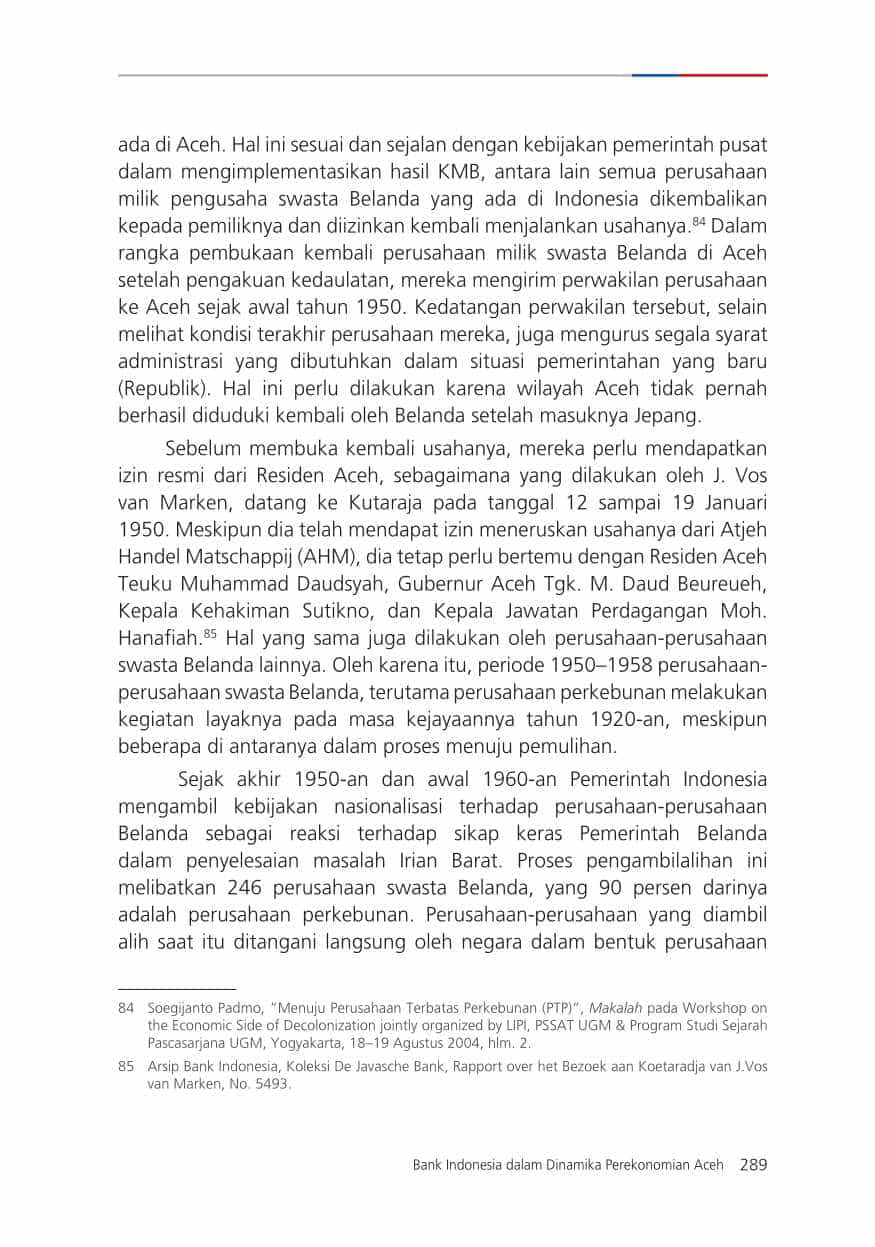 ada di Aceh. Hal ini sesuai dan sejalan dengan kebijakan pemerintah pusat
dalam mengimplementasikan hasil KMB, antara lain semua perusahaan
milik pengusaha swasta Belanda yang ada di Indonesia dikembalikan
kepada pemiliknya dan diizinkan kembali menjalankan usahanya.84 Dalam
rangka pembukaan kembali perusahaan milik swasta Belanda di Aceh
setelah pengakuan kedaulatan, mereka mengirim perwakilan perusahaan
ke Aceh sejak awal tahun 1950. Kedatangan perwakilan tersebut, selain
melihat kondisi terakhir perusahaan mereka, juga mengurus segala syarat
administrasi yang dibutuhkan dalam situasi pemerintahan yang baru
(Republik). Hal ini perlu dilakukan karena wilayah Aceh tidak pernah
berhasil diduduki kembali oleh Belanda setelah masuknya Jepang.
Sebelum membuka kembali usahanya, mereka perlu mendapatkan
izin resmi dari Residen Aceh, sebagaimana yang dilakukan oleh J. Vos
van Marken, datang ke Kutaraja pada tanggal 12 sampai 19 Januari
1950. Meskipun dia telah mendapat izin meneruskan usahanya dari Atjeh
Handel Matschappij (AHM), dia tetap perlu bertemu dengan Residen Aceh
Teuku Muhammad Daudsyah, Gubernur Aceh Tgk. M. Daud Beureueh,
Kepala Kehakiman Sutikno, dan Kepala Jawatan Perdagangan Moh.
Hanafiah.85 Hal yang sama juga dilakukan oleh perusahaan-perusahaan
swasta Belanda lainnya. Oleh karena itu, periode 1950–1958 perusahaan-
perusahaan swasta Belanda, terutama perusahaan perkebunan melakukan
kegiatan layaknya pada masa kejayaannya tahun 1920-an, meskipun
beberapa di antaranya dalam proses menuju pemulihan.
Sejak akhir 1950-an dan awal 1960-an Pemerintah Indonesia
mengambil kebijakan nasionalisasi terhadap perusahaan-perusahaan
Belanda sebagai reaksi terhadap sikap keras Pemerintah Belanda
dalam penyelesaian masalah Irian Barat. Proses pengambilalihan ini
melibatkan 246 perusahaan swasta Belanda, yang 90 persen darinya
adalah perusahaan perkebunan. Perusahaan-perusahaan yang diambil
alih saat itu ditangani langsung oleh negara dalam bentuk perusahaan
84 Soegijanto Padmo, “Menuju Perusahaan Terbatas Perkebunan (PTP)”, Makalah pada Workshop on
the Economic Side of Decolonization jointly organized by LIPI, PSSAT UGM & Program Studi Sejarah
Pascasarjana UGM, Yogyakarta, 18–19 Agustus 2004, hlm. 2.
85 Arsip Bank Indonesia, Koleksi De Javasche Bank, Rapport over het Bezoek aan Koetaradja van J.Vos
van Marken, No. 5493.
Bank Indonesia dalam Dinamika Perekonomian Aceh 289